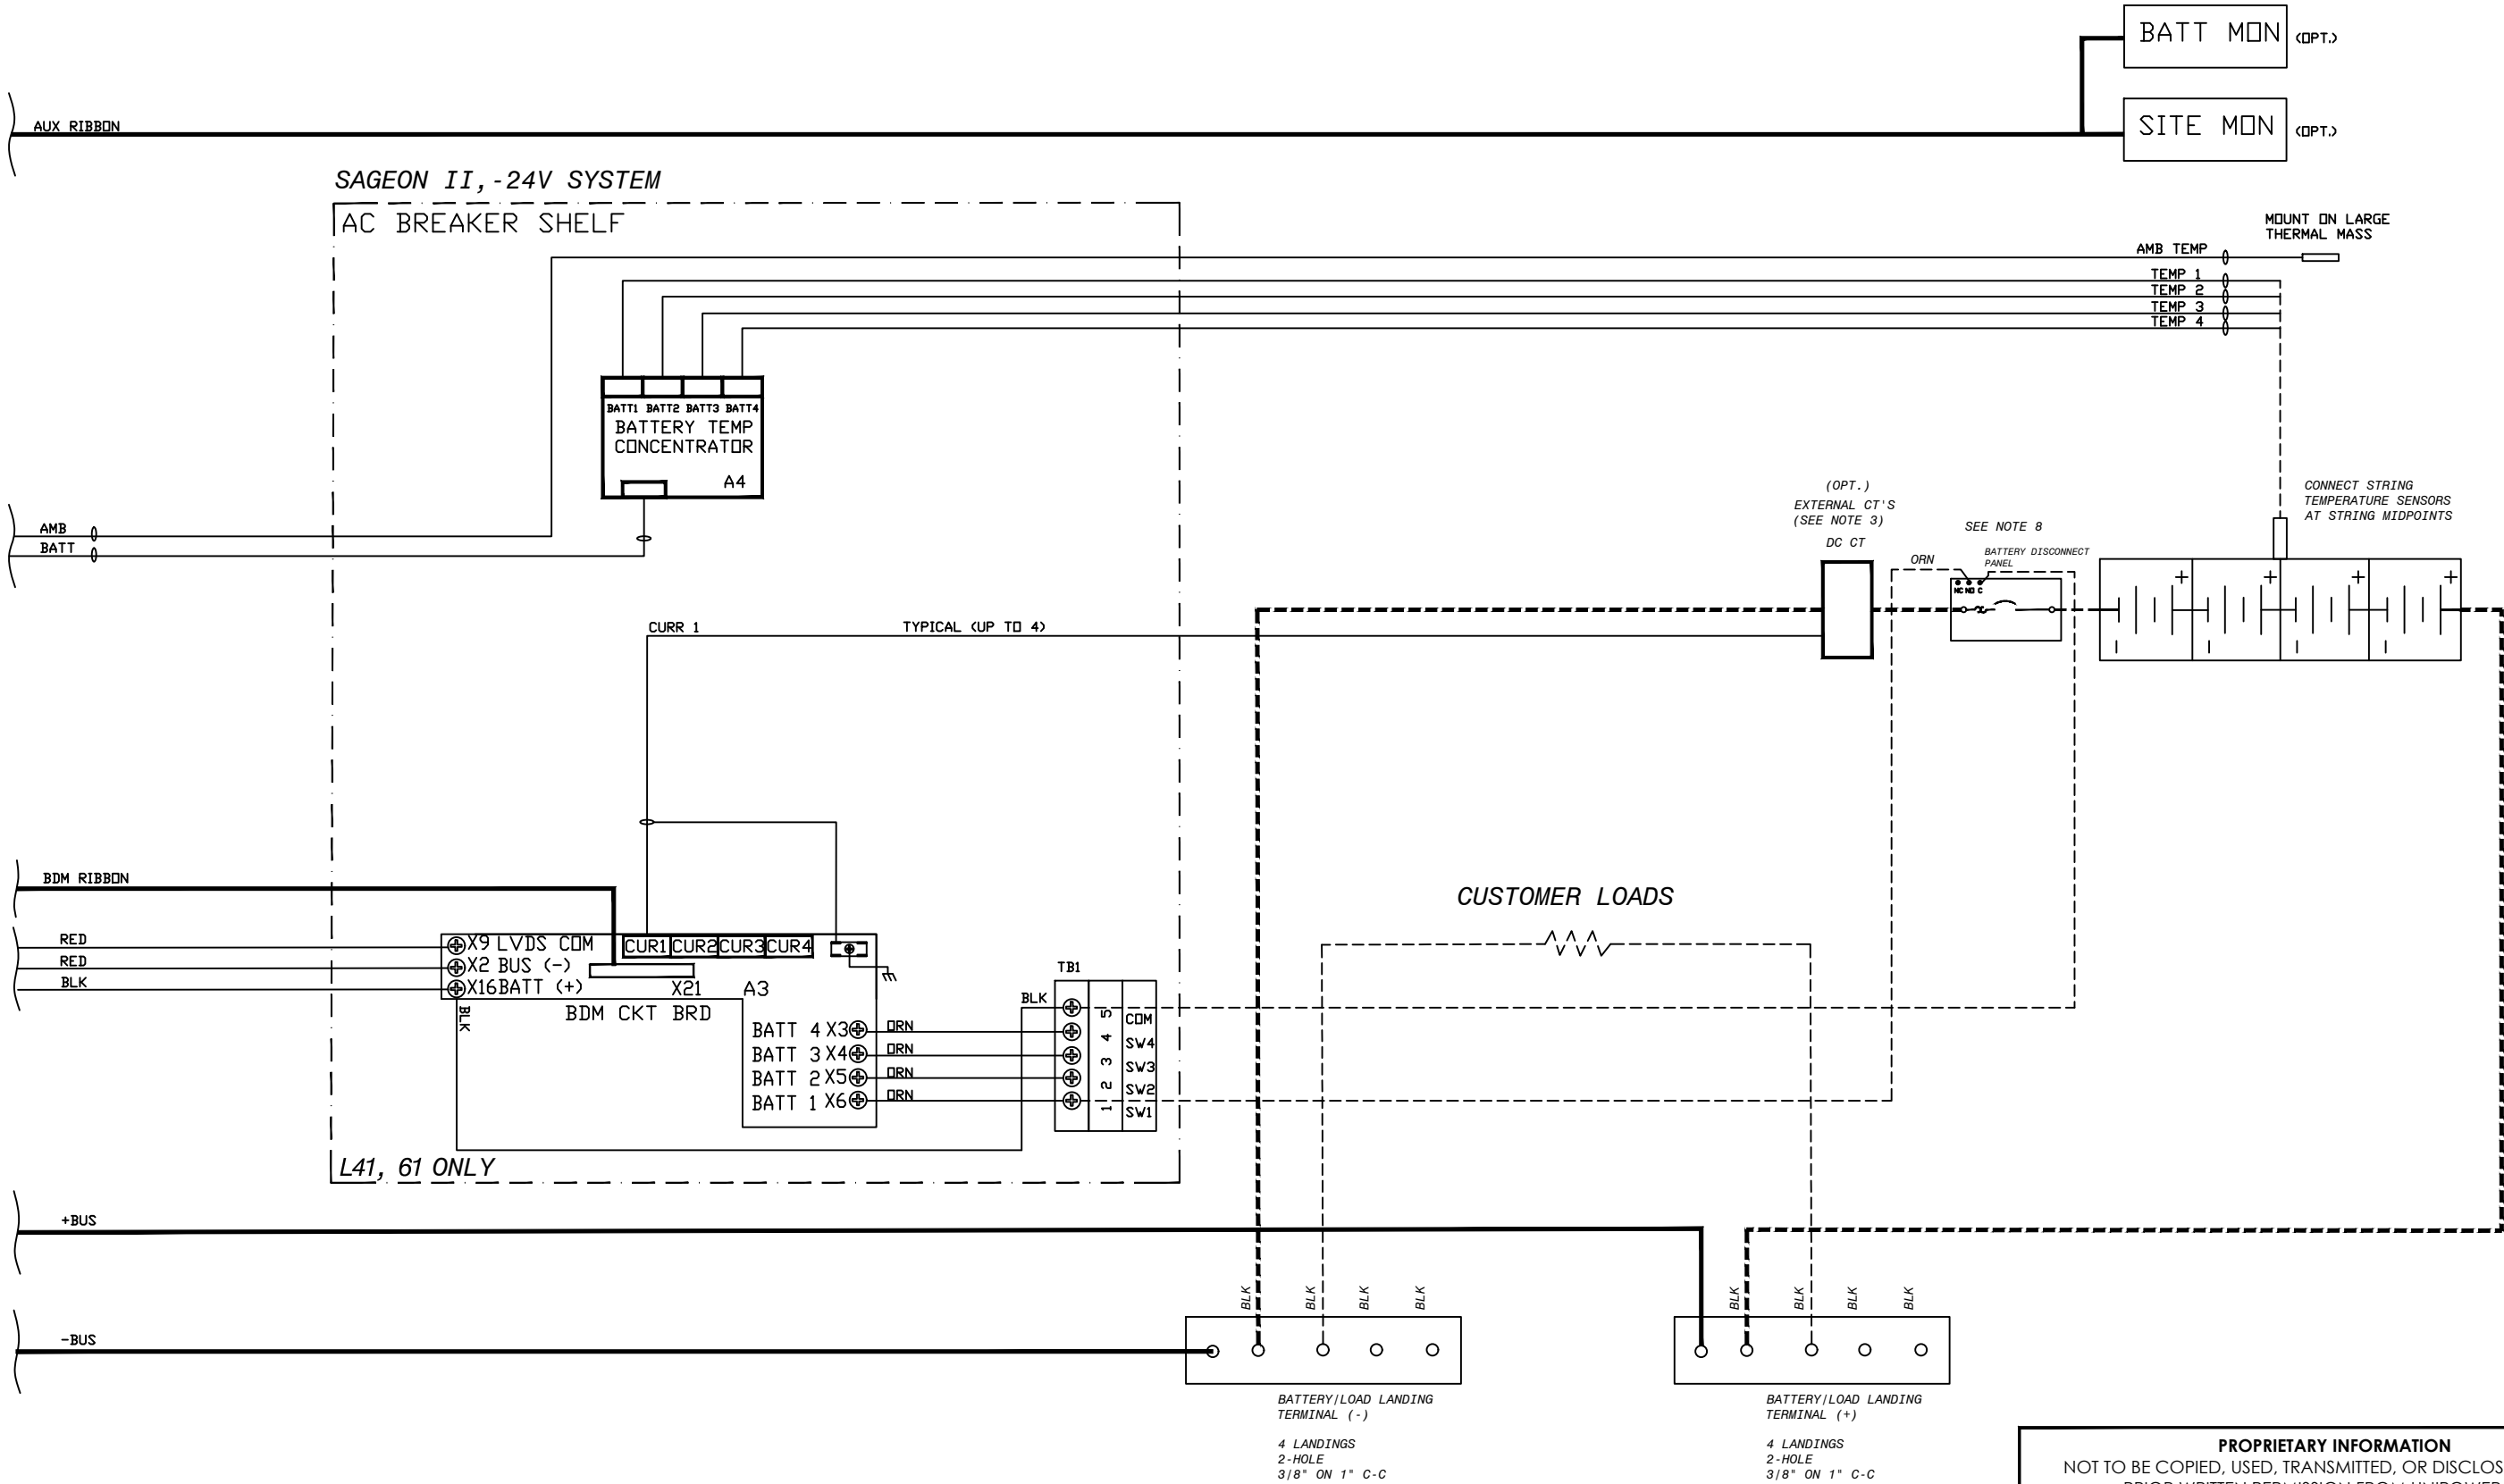 BATT MON (OPT.)
AUX RIBBON
SITE MON (OPT.)
SAGEON II,-24V SYSTEM
AC BREAKER SHELF
MOUNT ON LARGE
THERMAL MASS
AMB TEMP
TEMP 1
TEMP 2
TEMP 3
TEMP 4
BATT1 BATT2 BATT3 BATT4
BATTERY TEMP
CONCENTRATOR
A4
AMB
BATT
(OPT.)
EXTERNAL CT'S
(SEE NOTE 3)
DC CT
SEE NOTE 8
BATTERY DISCONNECT
PANEL
ORN
NC NO C
CONNECT STRING
TEMPERATURE SENSORS
AT STRING MIDPOINTS
+ + + +
- - - -
CURR 1
TYPICAL (UP TO 4)
CUSTOMER LOADS
BDM RIBBON
RED
RED
BLK
X9 LVDS COM
X2 BUS (-)
X16 BATT (+)
CUR1 CUR2 CUR3 CUR4
X21
A3
BDM CKT BRD
BLK
BATT 4 X3 ORN
BATT 3 X4 ORN
BATT 2 X5 ORN
BATT 1 X6 ORN
TB1
BLK
5 COM
4 SW4
3 SW3
2 SW2
1 SW1
L41, 61 ONLY
+BUS
-BUS
BLK BLK BLK BLK
BLK BLK BLK BLK
BATTERY/LOAD LANDING
TERMINAL (-)
4 LANDINGS
2-HOLE
3/8" ON 1" C-C
BATTERY/LOAD LANDING
TERMINAL (+)
4 LANDINGS
2-HOLE
3/8" ON 1" C-C
PROPRIETARY INFORMATION
NOT TO BE COPIED, USED, TRANSMITTED, OR DISCLOS
PRIOR WRITTEN PERMISSION FROM UNIPOWER